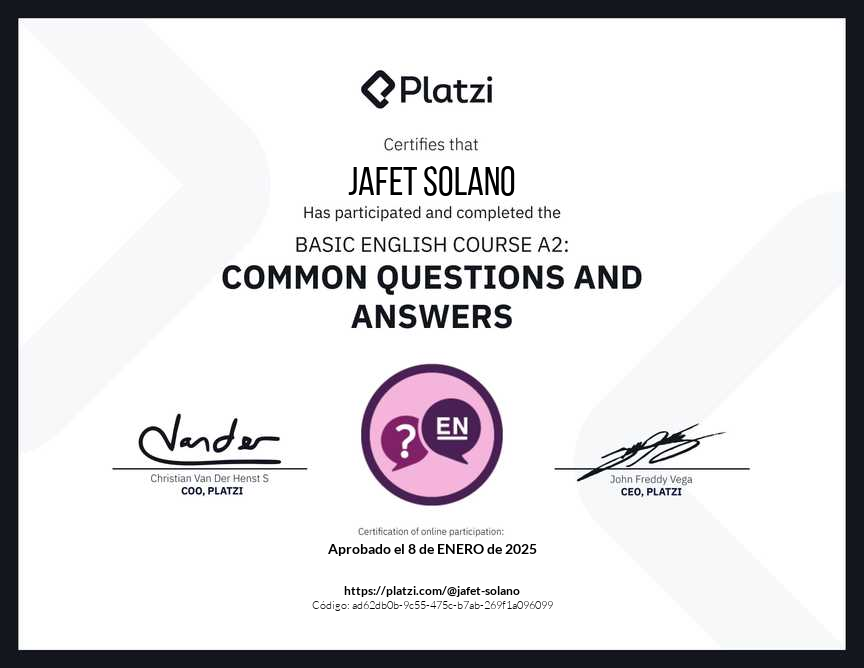 Platzi
Certifies that
JAFET SOLANO
Has participated and completed the
BASIC ENGLISH COURSE A2:
COMMON QUESTIONS AND
ANSWERS
? EN
Vander
Christian Van Der Henst S
COO, PLATZI
John Freddy Vega
CEO, PLATZI
Certification of online participation:
Aprobado el 8 de ENERO de 2025
https://platzi.com/@jafet-solano
Código: ad62db0b-9c55-475c-b7ab-269f1a096099